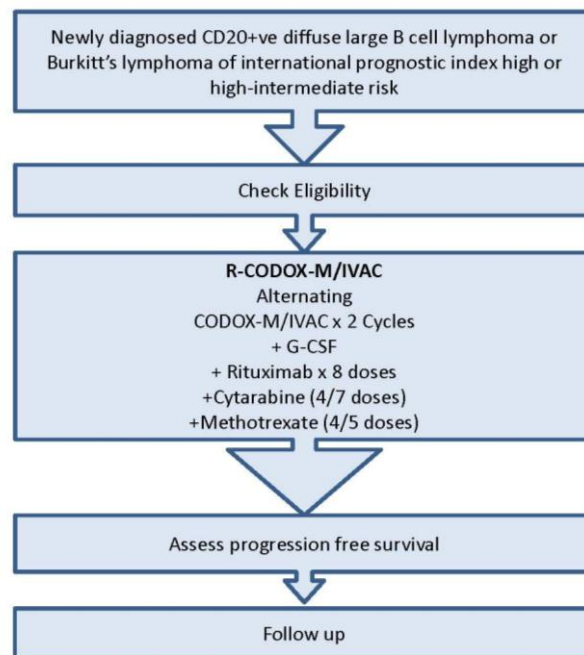 Newly diagnosed CD20+ve diffuse large B cell lymphoma or
Burkitt's lymphoma of international prognostic index high or
high-intermediate risk
Check Eligibility
R-CODOX-M/IVAC
Alternating
CODOX-M/IVAC x 2 Cycles
+ G-CSF
+ Rituximab x 8 doses
+Cytarabine (4/7 doses)
+Methotrexate (4/5 doses)
Assess progression free survival
Follow up